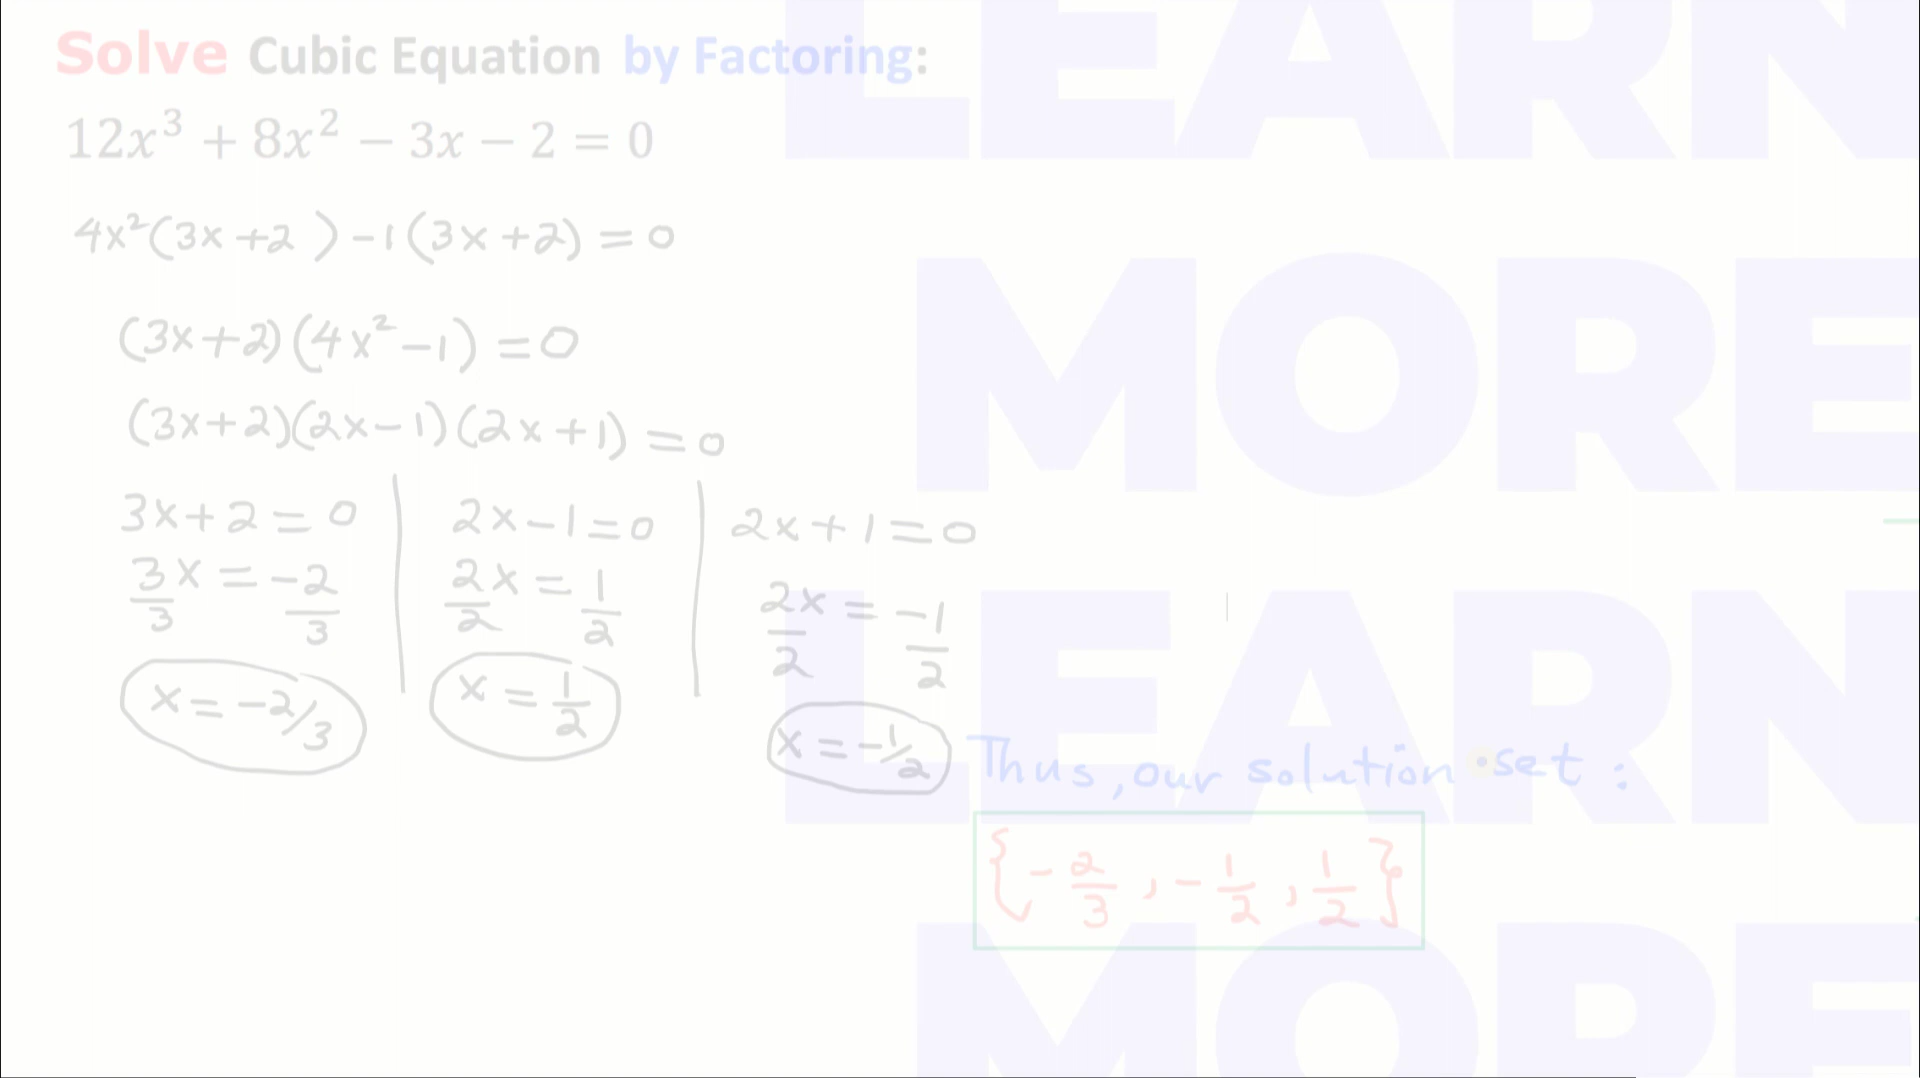 Solve Cubic Equation by Factoring:
12x³ + 8x² − 3x − 2 = 0
4x²(3x+2) −1(3x+2) = 0
(3x+2)(4x²−1) = 0
(3x+2)(2x−1)(2x+1) = 0
3x+2 = 0
3x/3 = -2/3
x = -2/3
2x−1 = 0
2x/2 = 1/2
x = 1/2
2x+1 = 0
2x/2 = -1/2
x = -1/2
Thus, our solution set:
{-2/3, -1/2, 1/2}
LEARN
MORE
LEARN
MORE